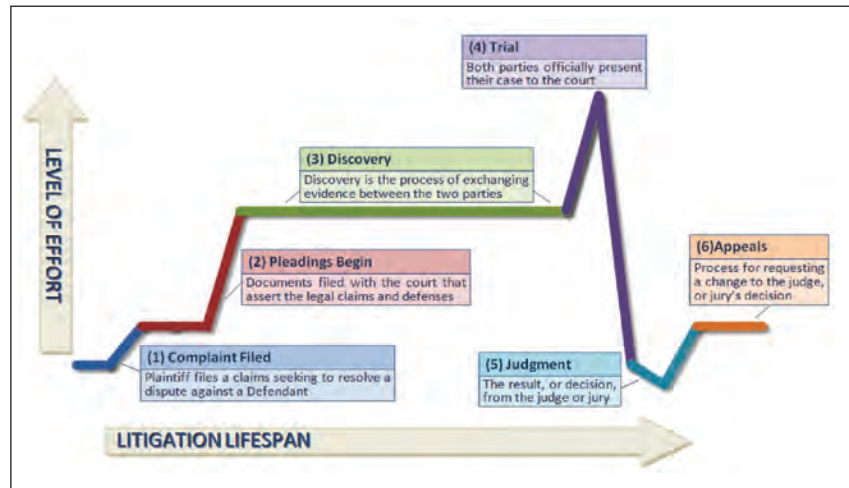 (4) Trial
Both parties officially present
their case to the court
LEVEL OF EFFORT
(3) Discovery
Discovery is the process of exchanging
evidence between the two parties
(2) Pleadings Begin
Documents filed with the court that
assert the legal claims and defenses
(6)Appeals
Process for requesting
a change to the judge,
or jury's decision
(1) Complaint Filed
Plaintiff files a claims seeking to resolve a
dispute against a Defendant
(5) Judgment
The result, or decision,
from the judge or jury
LITIGATION LIFESPAN